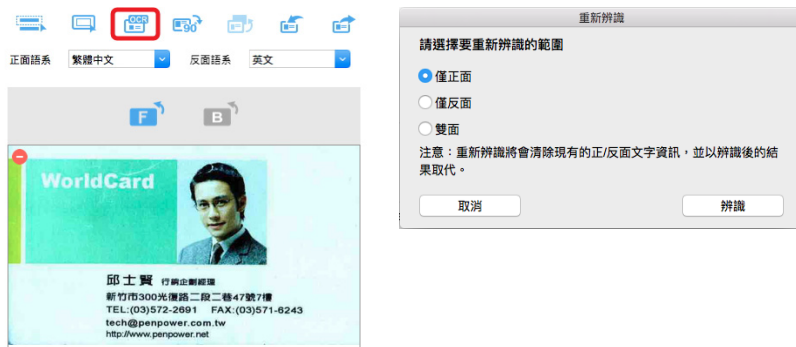 OCR
90°
正面語系 繁體中文 反面語系 英文
F B
WorldCard
邱士賢 行銷企劃經理
新竹市300光復路二段二巷47號7樓
TEL:(03)572-2691 FAX:(03)571-6243
tech@penpower.com.tw
http://www.penpower.net
重新辨識
請選擇要重新辨識的範圍
僅正面
僅反面
雙面
注意：重新辨識將會清除現有的正/反面文字資訊，並以辨識後的結
果取代。
取消 辨識